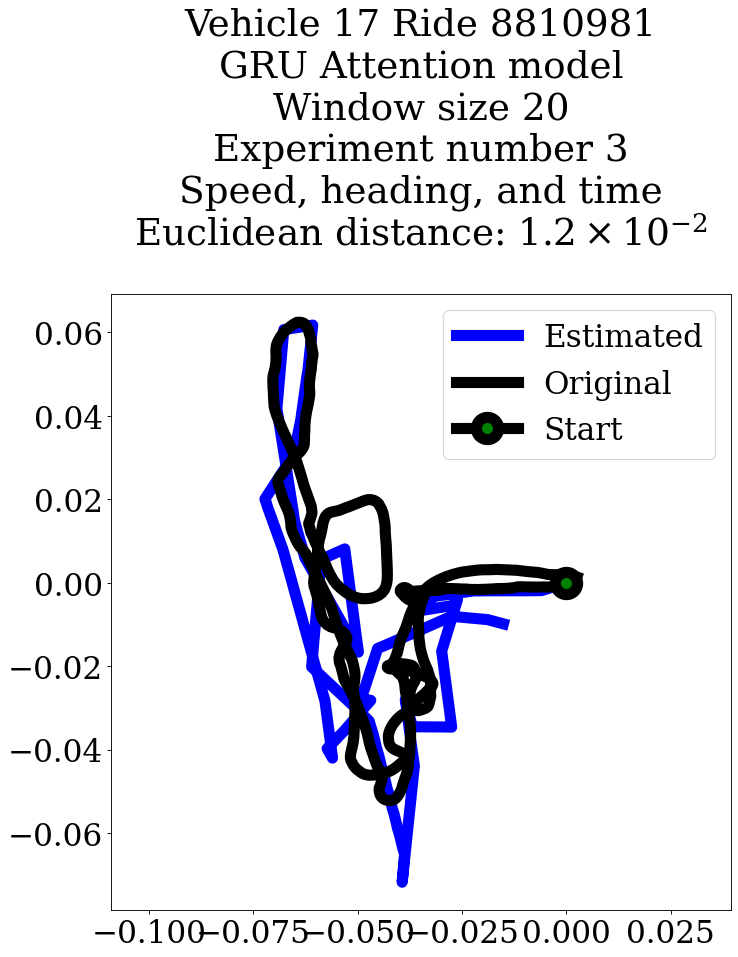 Vehicle 17 Ride 8810981
GRU Attention model
Window size 20
Experiment number 3
Speed, heading, and time
Euclidean distance: 1.2 × 10⁻²
Estimated
Original
Start
0.06
0.04
0.02
0.00
−0.02
−0.04
−0.06
−0.100 −0.075 −0.050 −0.025 0.000 0.025